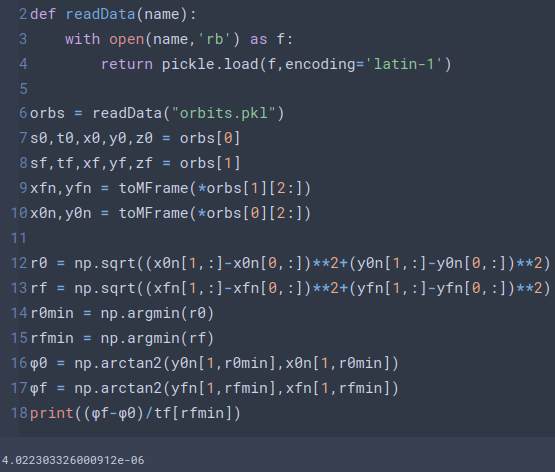 2 def readData(name):
3     with open(name,'rb') as f:
4         return pickle.load(f,encoding='latin-1')
5
6 orbs = readData("orbits.pkl")
7 s0,t0,x0,y0,z0 = orbs[0]
8 sf,tf,xf,yf,zf = orbs[1]
9 xfn,yfn = toMFrame(*orbs[1][2:])
10 x0n,y0n = toMFrame(*orbs[0][2:])
11
12 r0 = np.sqrt((x0n[1,:]-x0n[0,:])**2+(y0n[1,:]-y0n[0,:])**2)
13 rf = np.sqrt((xfn[1,:]-xfn[0,:])**2+(yfn[1,:]-yfn[0,:])**2)
14 r0min = np.argmin(r0)
15 rfmin = np.argmin(rf)
16 φ0 = np.arctan2(y0n[1,r0min],x0n[1,r0min])
17 φf = np.arctan2(yfn[1,rfmin],xfn[1,rfmin])
18 print((φf-φ0)/tf[rfmin])
4.022303326000912e-06